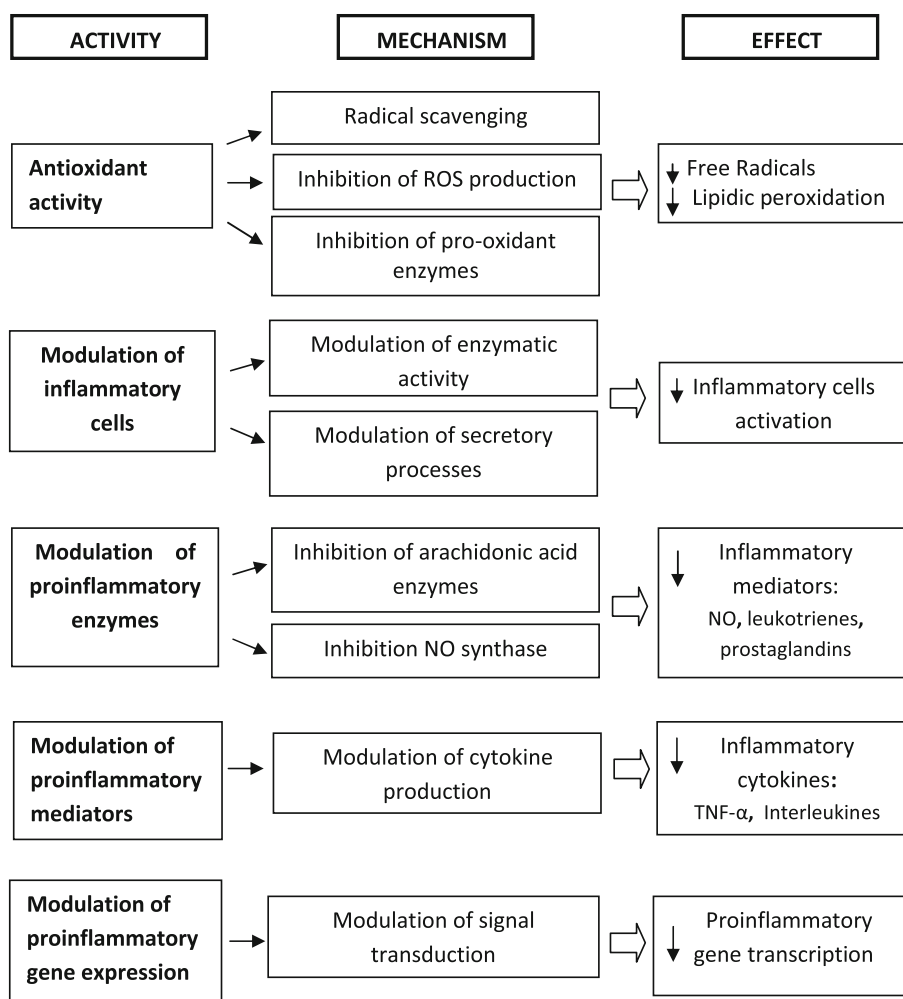 ACTIVITY
MECHANISM
EFFECT
Antioxidant
activity
Radical scavenging
Inhibition of ROS production
Inhibition of pro-oxidant
enzymes
↓ Free Radicals
↓ Lipidic peroxidation
Modulation of
inflammatory
cells
Modulation of enzymatic
activity
Modulation of secretory
processes
↓ Inflammatory cells
activation
Modulation of
proinflammatory
enzymes
Inhibition of arachidonic acid
enzymes
Inhibition NO synthase
↓ Inflammatory
mediators:
NO, leukotrienes,
prostaglandins
Modulation of
proinflammatory
mediators
Modulation of cytokine
production
↓ Inflammatory
cytokines:
TNF-α, Interleukines
Modulation of
proinflammatory
gene expression
Modulation of signal
transduction
↓ Proinflammatory
gene transcription